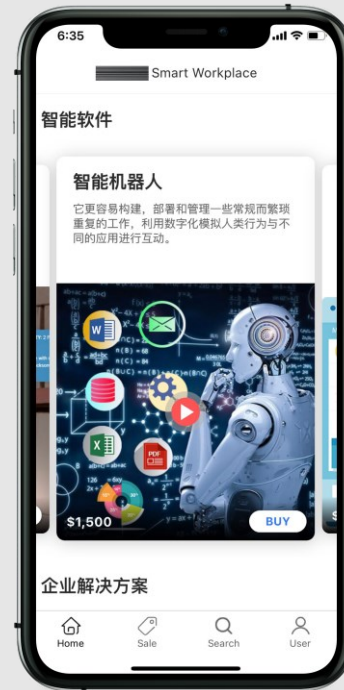 6:35
Smart Workplace
智能软件
智能机器人
它更容易构建，部署和管理一些常规而繁琐
重复的工作，利用数字化模拟人类行为与不
同的应用进行互动。
W
X
PDF
$1,500
BUY
企业解决方案
Home
Sale
Search
User